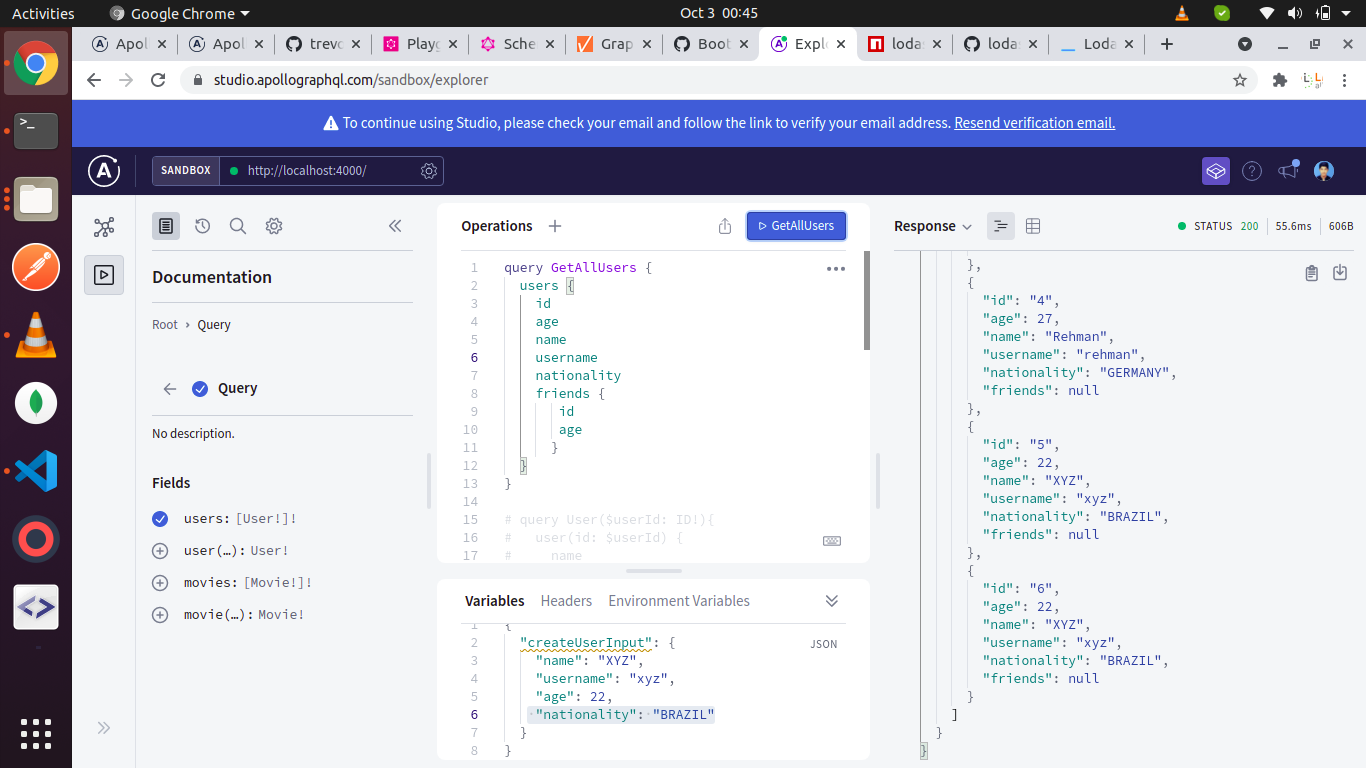 Activities
Google Chrome
Oct 3 00:45
Apoll
Apol
trevo
Playg
Sche
Grap
Boot
Explo
lodas
lodas
Loda
studio.apollographql.com/sandbox/explorer
To continue using Studio, please check your email and follow the link to verify your email address. Resend verification email.
SANDBOX
http://localhost:4000/
Documentation
Root › Query
Query
No description.
Fields
users: [User!]!
user(…): User!
movies: [Movie!]!
movie(…): Movie!
Operations
GetAllUsers
1 query GetAllUsers {
2 users {
3 id
4 age
5 name
6 username
7 nationality
8 friends {
9 id
10 age
11 }
12 }
13 }
14
15 # query User($userId: ID!){
16 # user(id: $userId) {
17 # name
Variables Headers Environment Variables
JSON
1 {
2 "createUserInput": {
3 "name": "XYZ",
4 "username": "xyz",
5 "age": 22,
6 "nationality": "BRAZIL"
7 }
8 }
Response
STATUS 200 55.6ms 606B
},
{
"id": "4",
"age": 27,
"name": "Rehman",
"username": "rehman",
"nationality": "GERMANY",
"friends": null
},
{
"id": "5",
"age": 22,
"name": "XYZ",
"username": "xyz",
"nationality": "BRAZIL",
"friends": null
},
{
"id": "6",
"age": 22,
"name": "XYZ",
"username": "xyz",
"nationality": "BRAZIL",
"friends": null
}
]
}
}